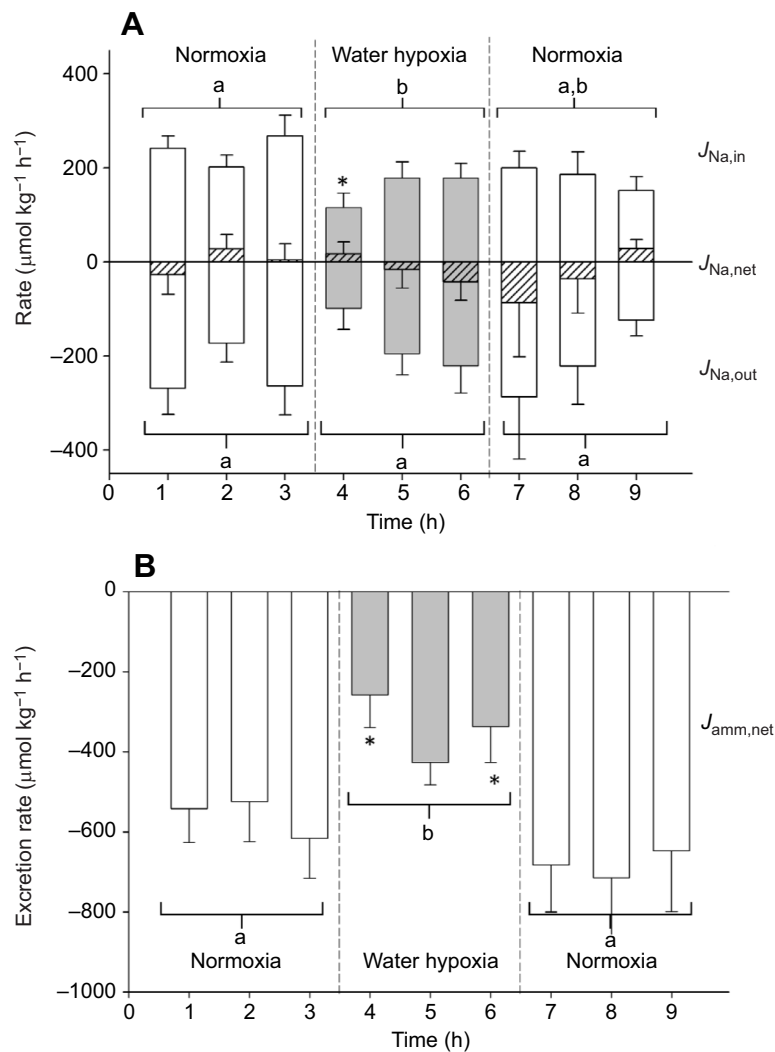 A
Normoxia Water hypoxia Normoxia
400
a b a,b
J_Na,in
200
*
0
J_Na,net
Rate (μmol kg⁻¹ h⁻¹)
–200
J_Na,out
–400
a a a
0 1 2 3 4 5 6 7 8 9
Time (h)
B
0
–200
–400
* *
J_amm,net
b
–600
–800
a a
Normoxia Water hypoxia Normoxia
–1000
Excretion rate (μmol kg⁻¹ h⁻¹)
0 1 2 3 4 5 6 7 8 9
Time (h)